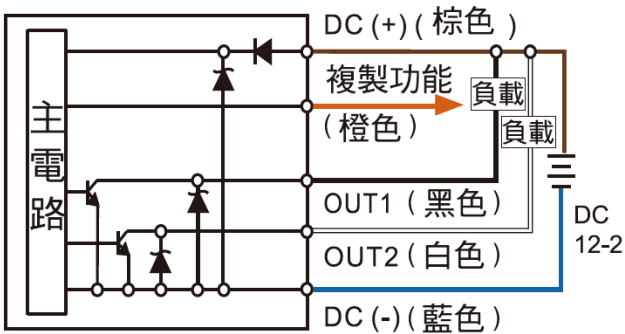 DC (+) ( 棕色 )
複製功能
( 橙色 )
負載
負載
主電路
OUT1 ( 黑色 )
OUT2 ( 白色 )
DC
12-2
DC (-) ( 藍色 )